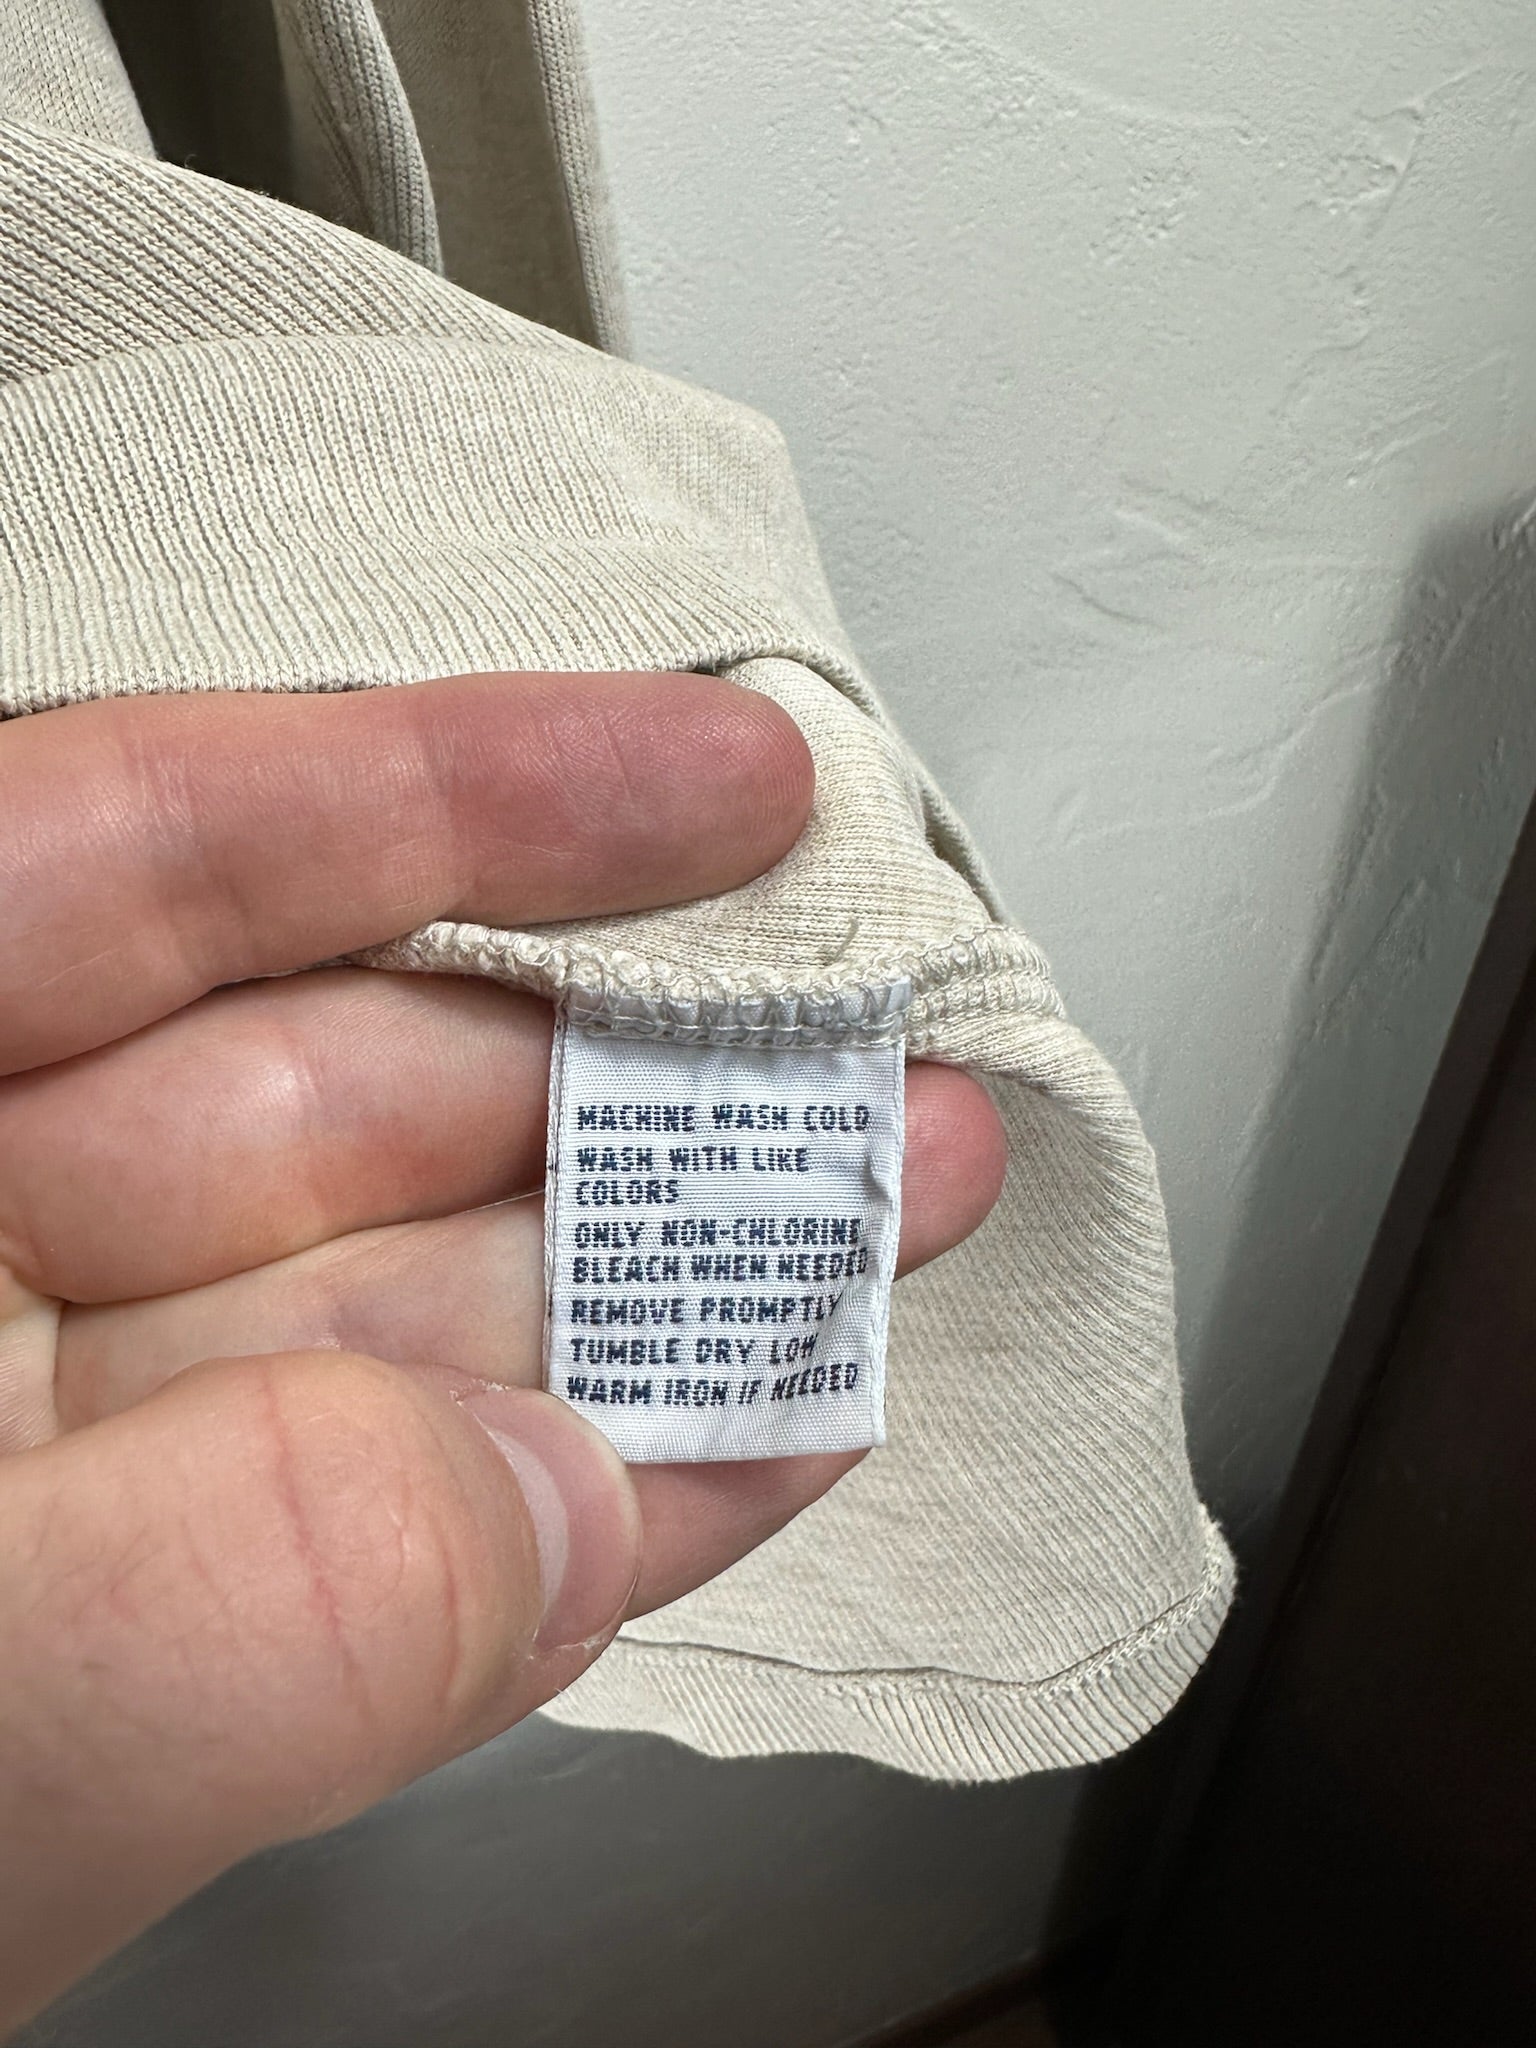 MACHINE WASH COLD
WASH WITH LIKE
COLORS
ONLY NON-CHLORINE
BLEACH WHEN NEEDED
REMOVE PROMPTLY
TUMBLE DRY LOW
WARM IRON IF NEEDED